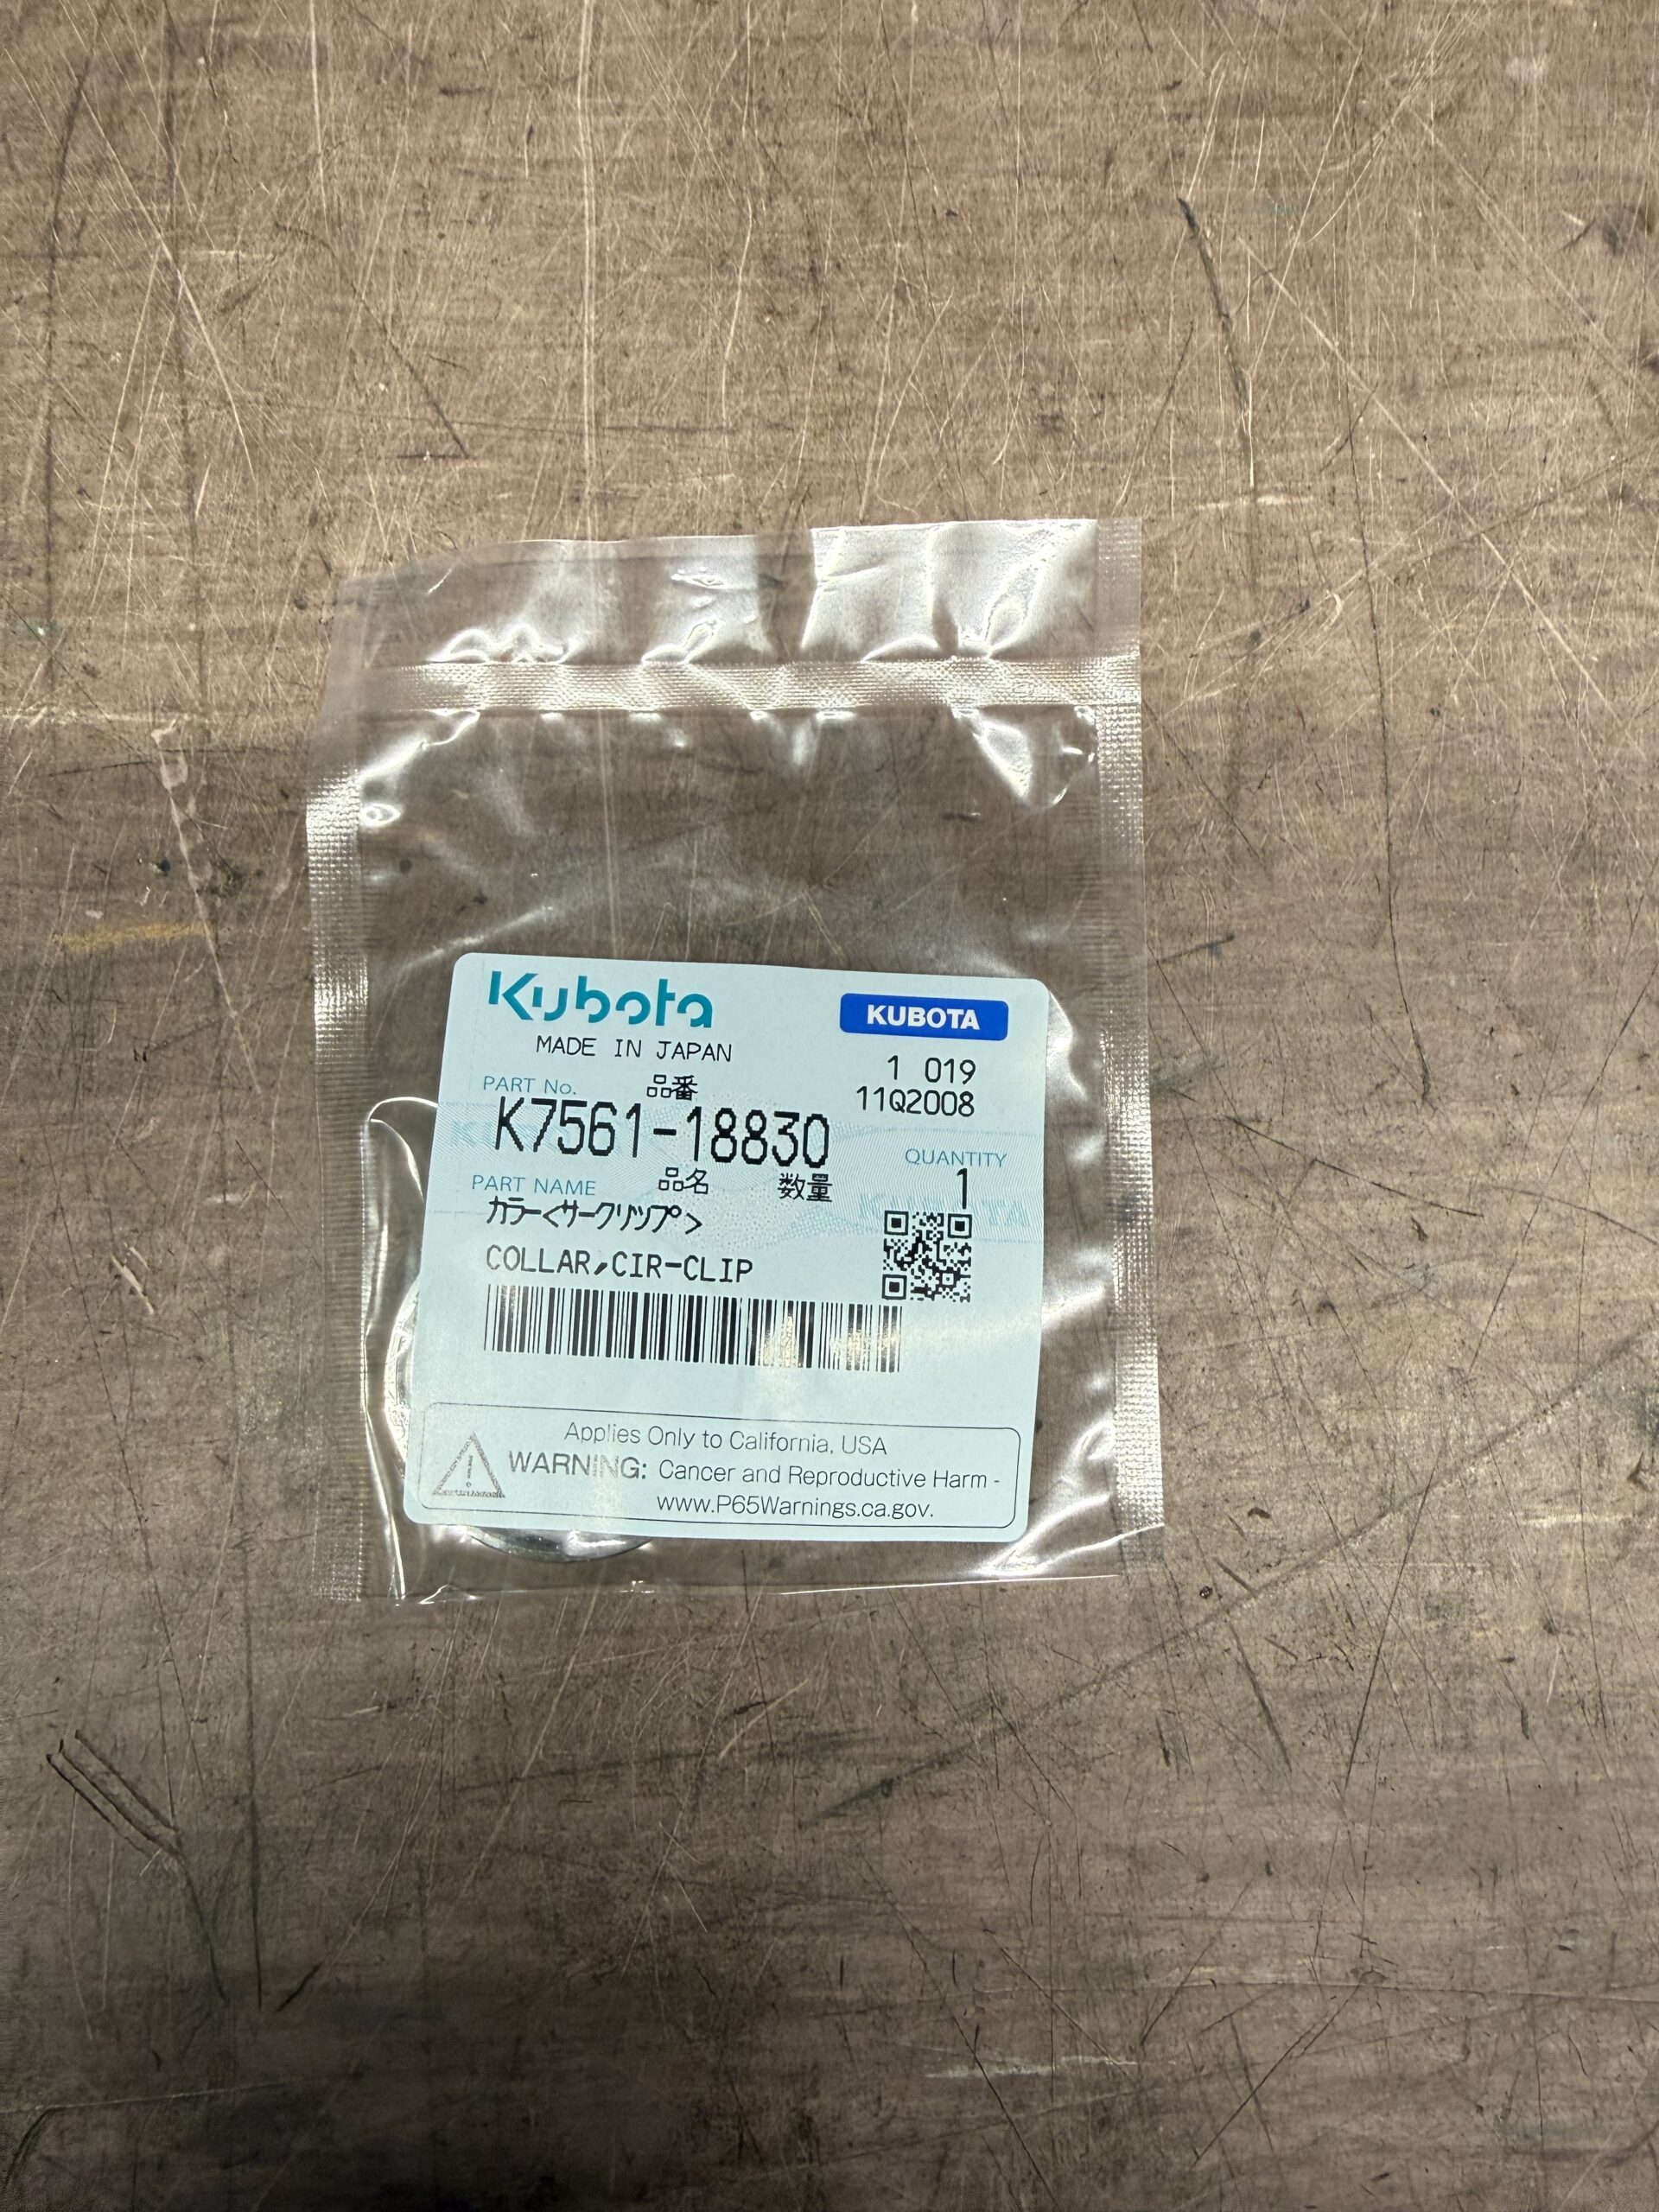 Kubota
KUBOTA
MADE IN JAPAN
1 019
PART No. 品番
11Q2008
K7561-18830
QUANTITY
PART NAME 品名 数量 1
カラー<サークリップ>
COLLAR,CIR-CLIP
Applies Only to California, USA
WARNING: Cancer and Reproductive Harm -
www.P65Warnings.ca.gov.